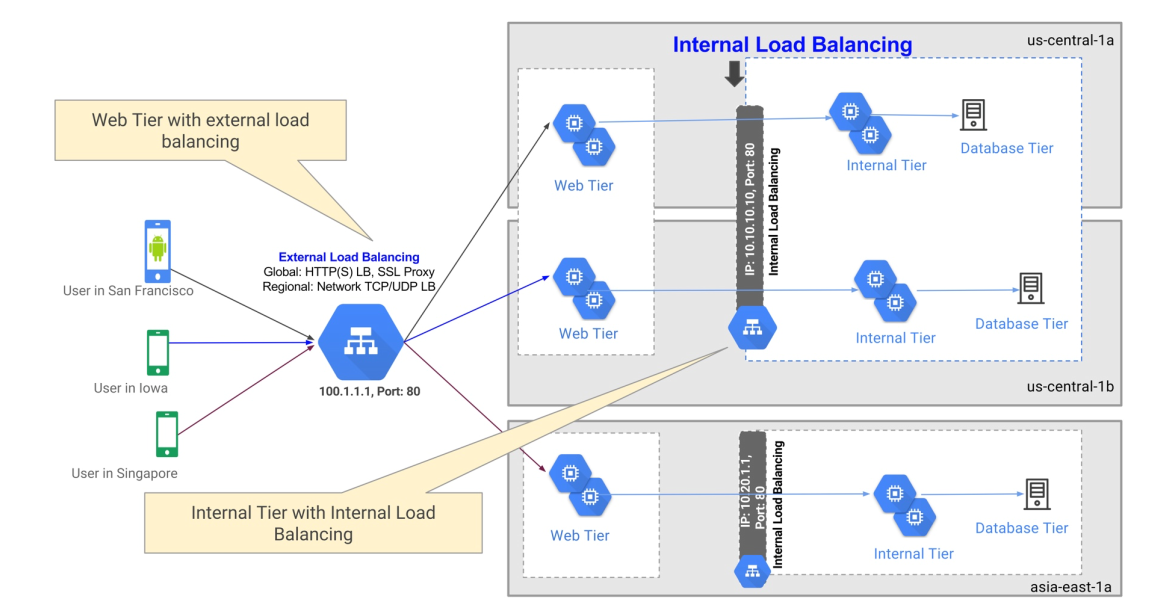 Internal Load Balancing
us-central-1a
Web Tier with external load
balancing
Web Tier
IP: 10.10.10.10, Port: 80
Internal Load Balancing
Internal Tier
Database Tier
External Load Balancing
Global: HTTP(S) LB, SSL Proxy
Regional: Network TCP/UDP LB
User in San Francisco
Web Tier
Internal Tier
Database Tier
100.1.1.1, Port: 80
User in Iowa
us-central-1b
User in Singapore
Internal Tier with Internal Load
Balancing
Web Tier
IP: 10.20.1.1,
Port: 80
Internal Load Balancing
Internal Tier
Database Tier
asia-east-1a